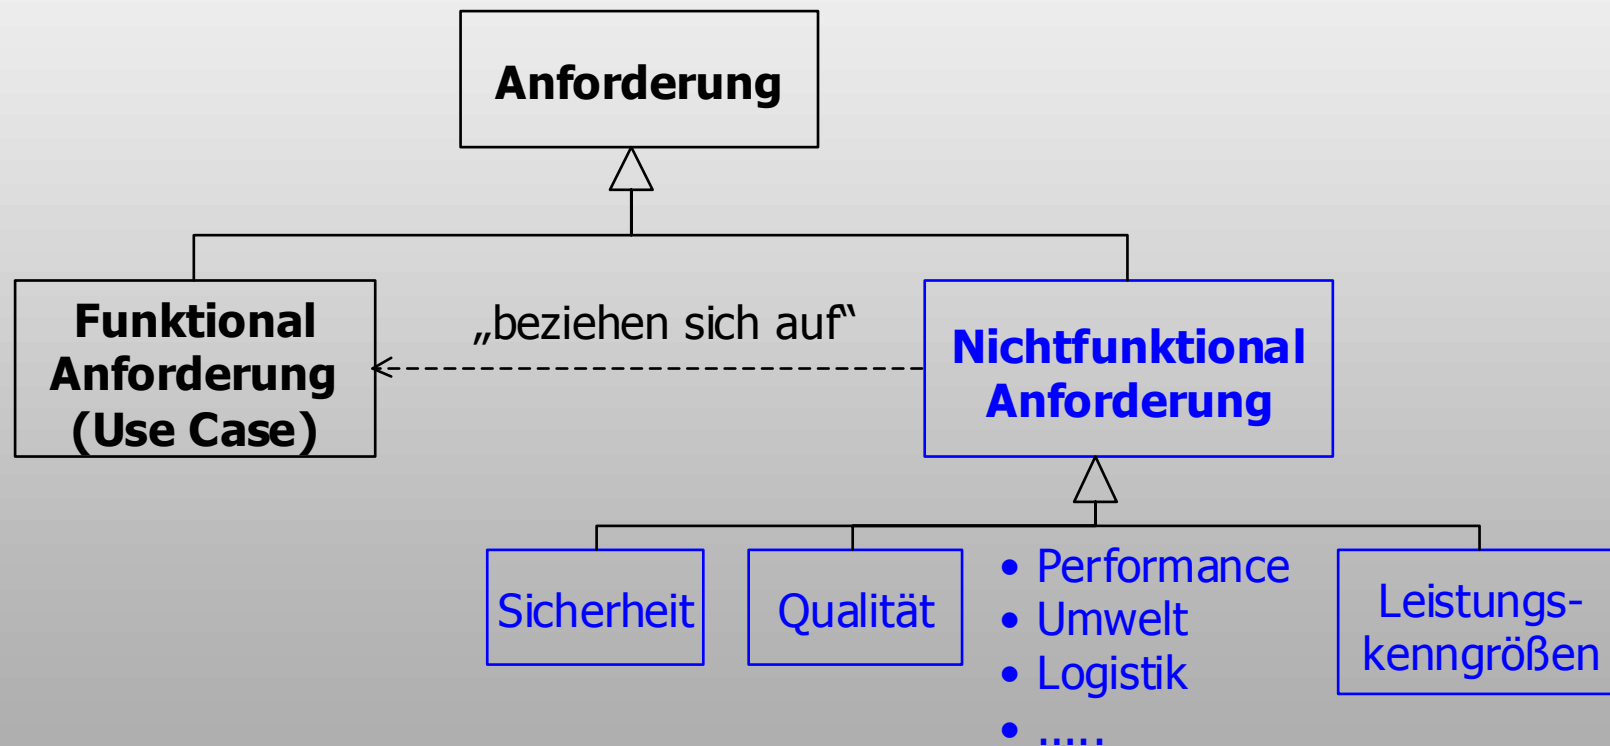 Anforderung
Funktional
Anforderung
(Use Case)
„beziehen sich auf“
Nichtfunktional
Anforderung
Sicherheit
Qualität
• Performance
• Umwelt
• Logistik
• .....
Leistungs-
kenngrößen